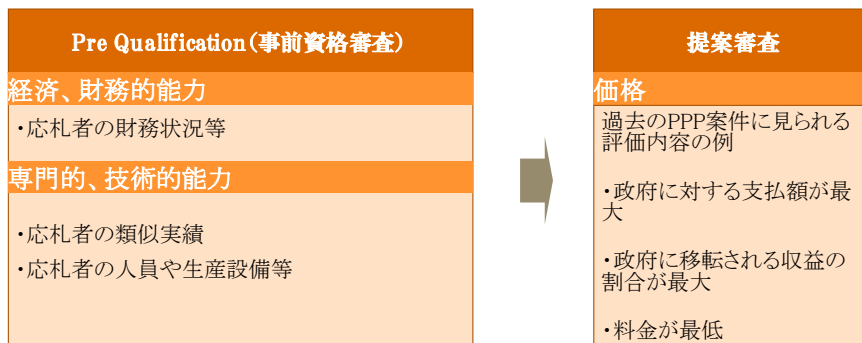 Pre Qualification(事前資格審査)
経済、財務的能力
・応札者の財務状況等
専門的、技術的能力
・応札者の類似実績
・応札者の人員や生産設備等
提案審査
価格
過去のPPP案件に見られる
評価内容の例
・政府に対する支払額が最
大
・政府に移転される収益の
割合が最大
・料金が最低